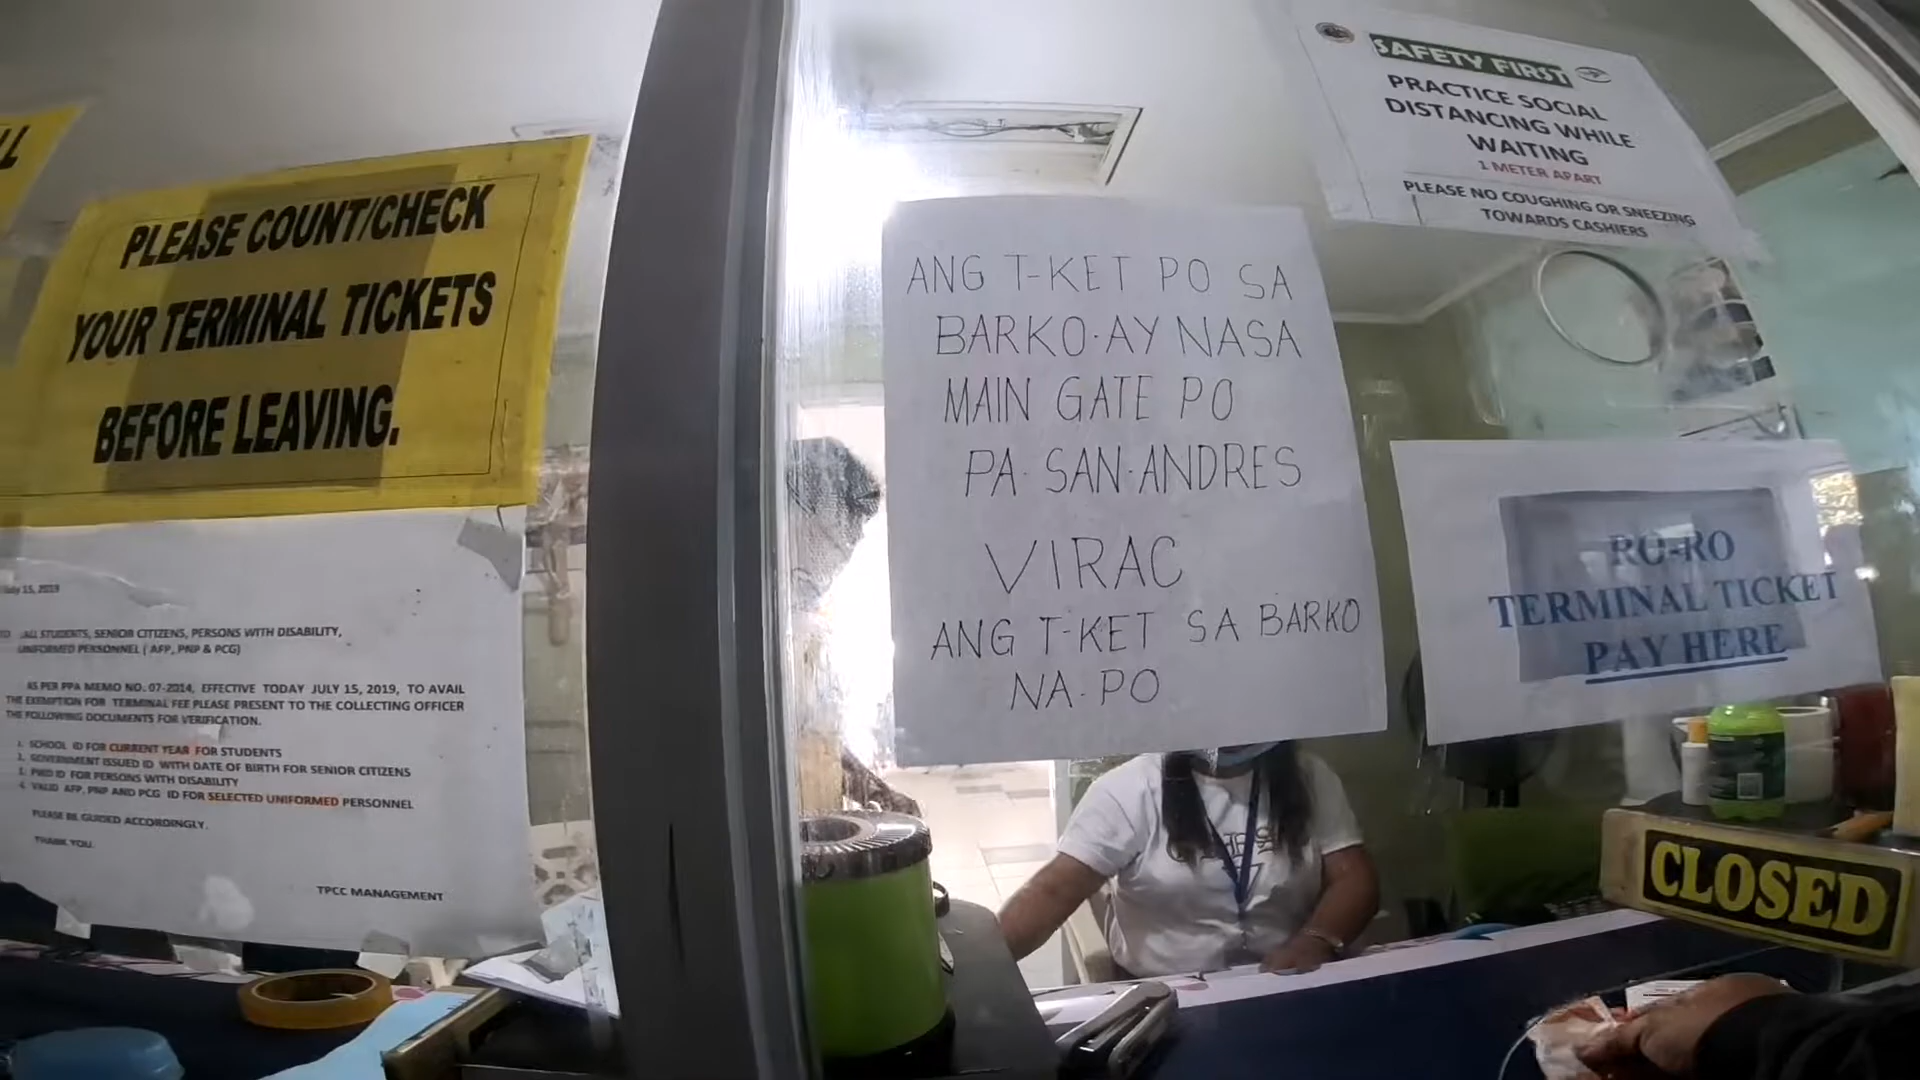 PLEASE COUNT/CHECK
YOUR TERMINAL TICKETS
BEFORE LEAVING.
July 15, 2019
ALL STUDENTS, SENIOR CITIZENS, PERSONS WITH DISABILITY,
UNIFORMED PERSONNEL ( AFP, PNP & PCG)
AS PER PPA MEMO NO. 07-2014, EFFECTIVE TODAY JULY 15, 2019, TO AVAIL
THE EXEMPTION FOR TERMINAL FEE PLEASE PRESENT TO THE COLLECTING OFFICER
THE FOLLOWING DOCUMENTS FOR VERIFICATION.
1. SCHOOL ID FOR CURRENT YEAR FOR STUDENTS
2. GOVERNMENT ISSUED ID WITH DATE OF BIRTH FOR SENIOR CITIZENS
3. PWD ID FOR PERSONS WITH DISABILITY
4. VALID AFP, PNP AND PCG ID FOR SELECTED UNIFORMED PERSONNEL
PLEASE BE GUIDED ACCORDINGLY.
THANK YOU.
TPCC MANAGEMENT
ANG T-KET PO SA
BARKO·AY NASA
MAIN GATE PO
PA· SAN·ANDRES
VIRAC
ANG T-KET SA BARKO
NA·PO
SAFETY FIRST
PRACTICE SOCIAL
DISTANCING WHILE
WAITING
1 METER APART
PLEASE NO COUGHING OR SNEEZING
TOWARDS CASHIERS
RO-RO
TERMINAL TICKET
PAY HERE
CLOSED